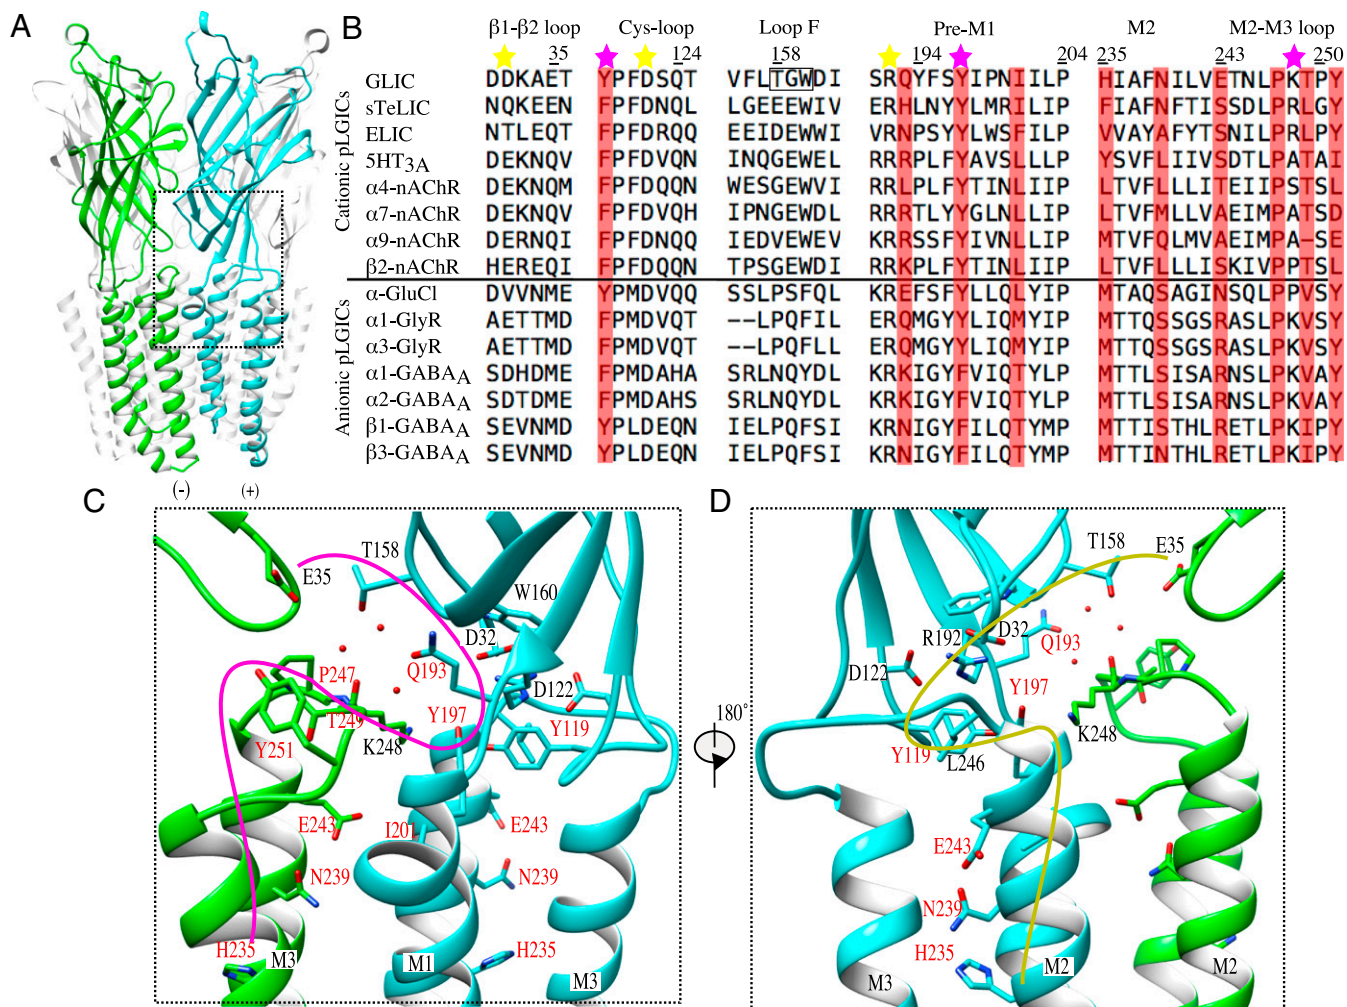 A
B
β1-β2 loop Cys-loop Loop F Pre-M1 M2 M2-M3 loop
35 124 158 194 204 235 243 250
Cationic pLGICs
GLIC DDKAET YPFDSQT VFLTGWDI SRQYFSYIPNIILP HIAFNILVETNLPKTPY
sTeLIC NQKEEN FPFDNQL LGEEEWIV ERHLNYYLMRILIP FIAFNFTISSDLPRLGY
ELIC NTLEQT FPFDRQQ EEIDEWWI VRNPSYYLWSFILP VVAYAFYTSNILPRLPY
5HT3A DEKNQV FPFDVQN INQGEWEL RRRPLFYAVSLLLP YSVFLIIVSDTLPATAI
α4-nAChR DEKNQM FPFDQQN WESGEWVI RRLPLFYTINLIIP LTVFLLLITEIIPSTSL
α7-nAChR DEKNQV FPFDVQH IPNGEWDL RRRTLYYGLNLLIP LTVFMLLVAEIMPATSD
α9-nAChR DERNQI FPFDNQQ IEDVEWEV KRRSSFYIVNLLIP MTVFQLMVAEIMPA-SE
β2-nAChR HEREQI FPFDQQN TPSGEWDI RRKPLFYTINLIIP LTVFLLLISKIVPPTSL
Anionic pLGICs
α-GluCl DVVNME YPMDVQT SSLPSFQL KREFSFYLLQLYIP MTAQSAGINSQLPPVSY
α1-GlyR AETTMD FPMDVQT --LPQFIL ERQMGYYLIQMYIP MTTQSSGSRASLPKVSY
α3-GlyR AETTMD FPMDVQT --LPQFLL ERQMGYYLIQMYIP MTTQSSGSRASLPKVSY
α1-GABAA SDHDME FPMDAHA SRLNQYDL KRKIGYFVIQTYLP MTTLSISARNSLPKVAY
α2-GABAA SDTDME FPMDAHS SRLNQYDL KRKIGYFVIQTYLP MTTLSISARNSLPKVAY
β1-GABAA SEVNMD YPLDEQN IELPQFSI KRNIGYFILQTYMP MTTISTHLRETLPKIPY
β3-GABAA SEVNMD YPLDEQN IELPQFSI KRNIGYFILQTYMP MTTINTHLRETLPKIPY
(-) (+)
C
T158
E35
W160
D32
Q193
P247
D122
T249
Y197
Y119
Y251
K248
E243
I201
E243
N239
N239
H235
H235
M3
M1
M3
180°
D
T158
E35
R192
D32
Q193
D122
Y197
K248
Y119
L246
E243
N239
H235
M3
M2
M2